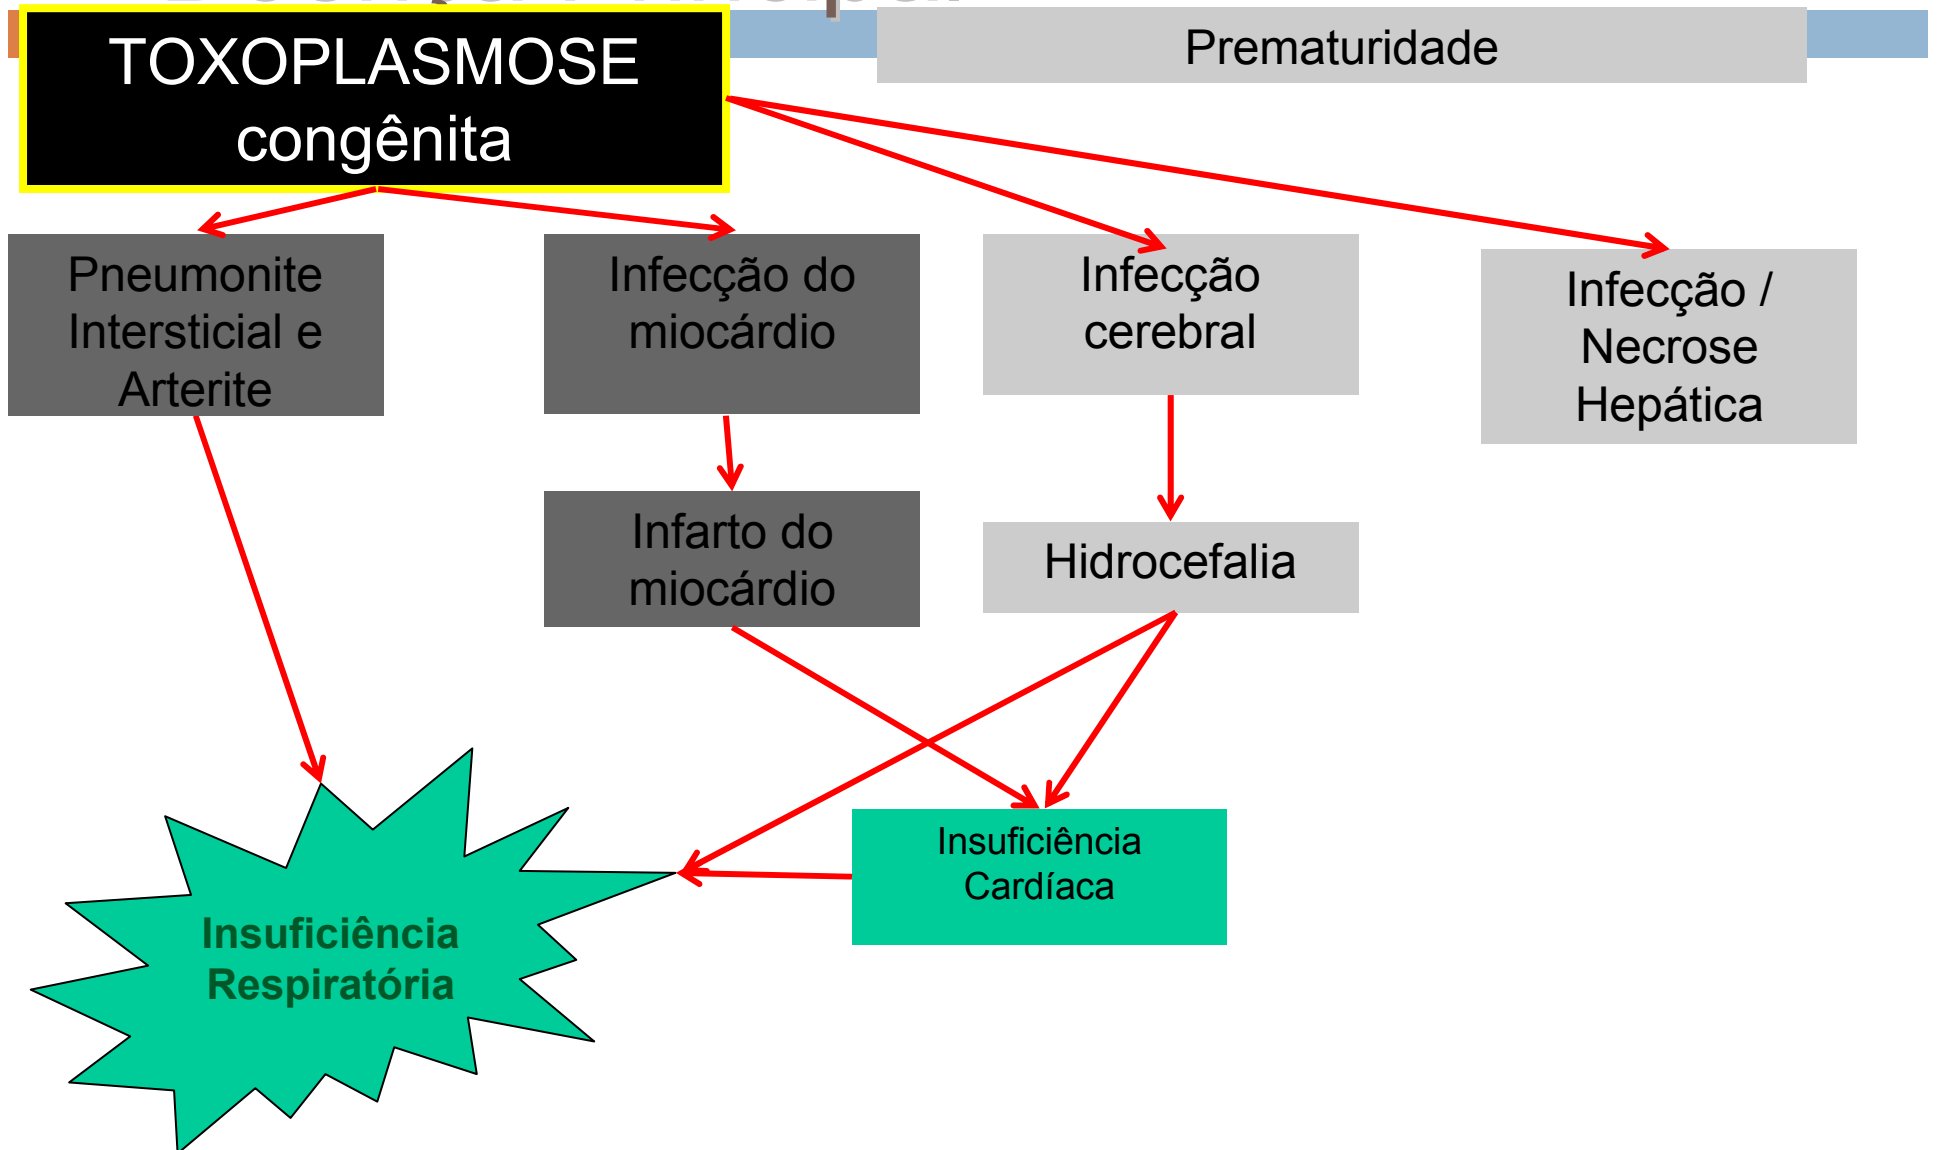 TOXOPLASMOSE
congênita
Prematuridade
Pneumonite
Intersticial e
Arterite
Infecção do
miocárdio
Infecção
cerebral
Infecção /
Necrose
Hepática
Infarto do
miocárdio
Hidrocefalia
Insuficiência
Cardíaca
Insuficiência
Respiratória